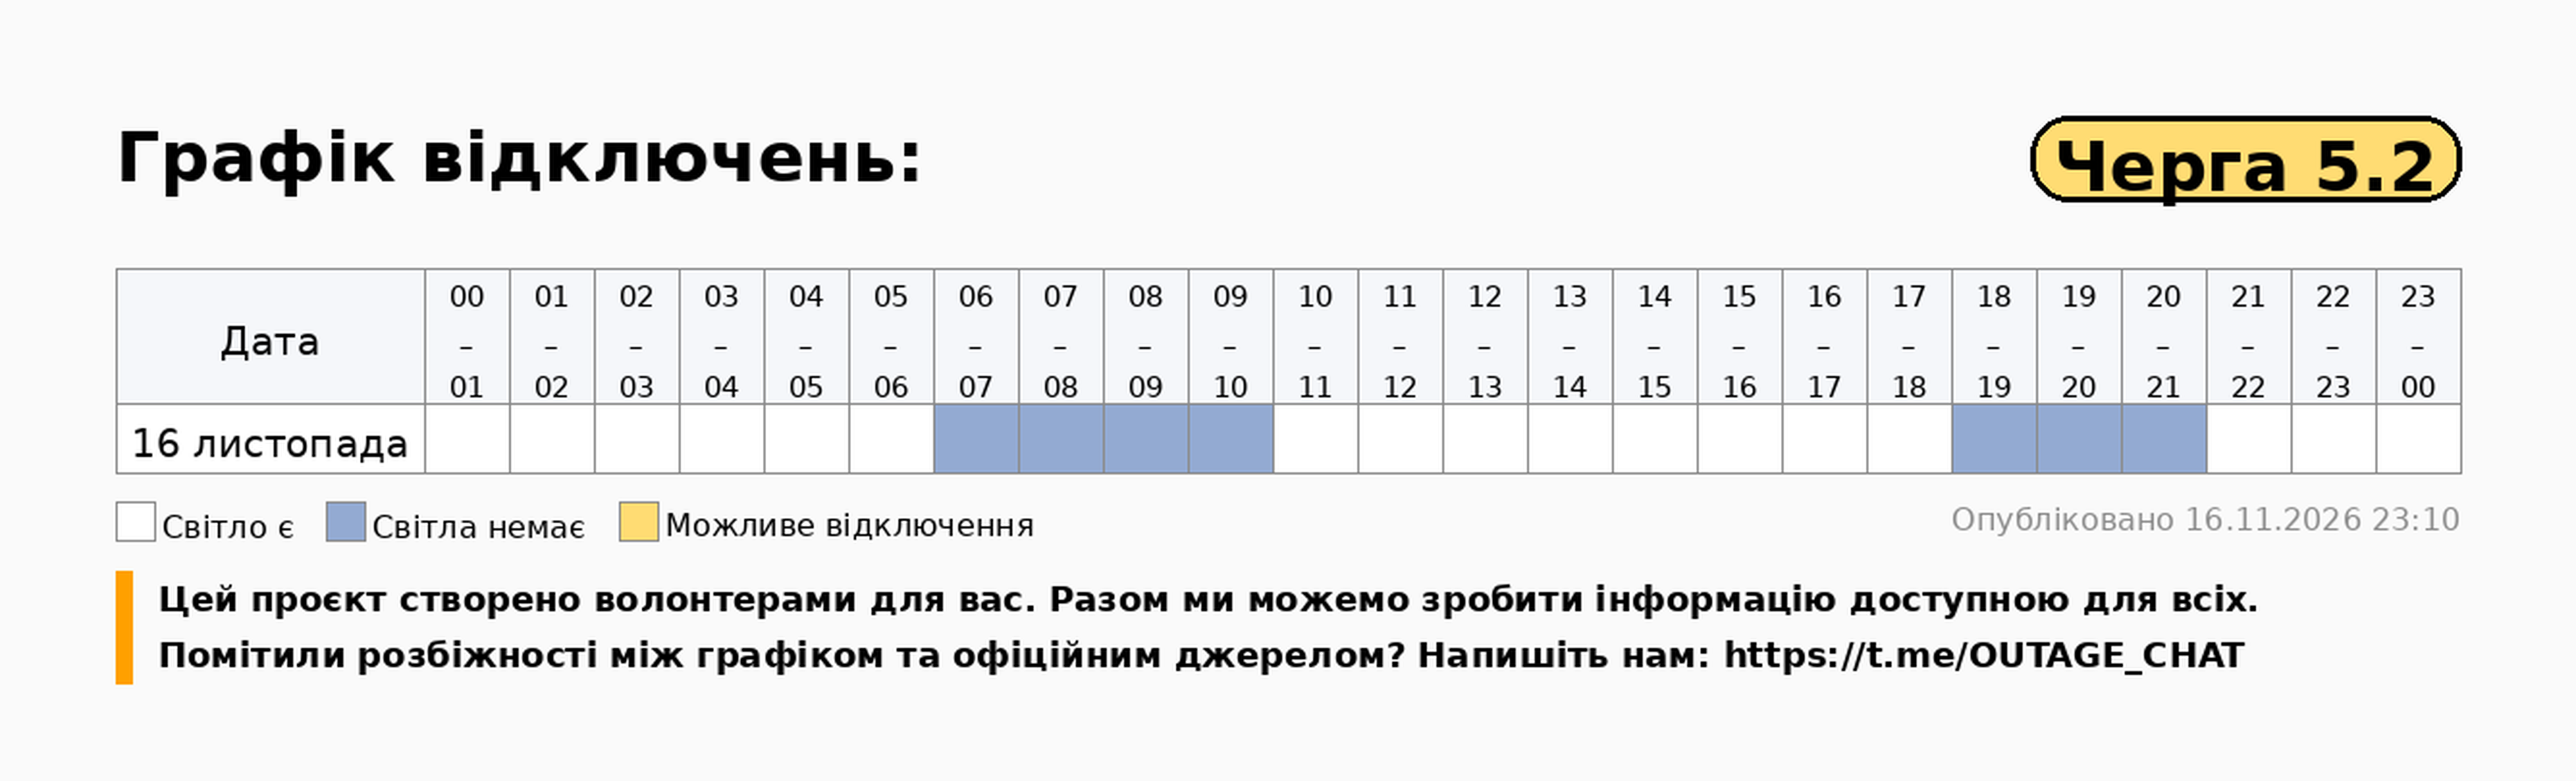 Графік відключень:
Черга 5.2
Дата 00 – 01 01 – 02 02 – 03 03 – 04 04 – 05 05 – 06 06 – 07 07 – 08 08 – 09 09 – 10 10 – 11 11 – 12 12 – 13 13 – 14 14 – 15 15 – 16 16 – 17 17 – 18 18 – 19 19 – 20 20 – 21 21 – 22 22 – 23 23 – 00
16 листопада
Світло є Світла немає Можливе відключення
Опубліковано 16.11.2026 23:10
Цей проєкт створено волонтерами для вас. Разом ми можемо зробити інформацію доступною для всіх.
Помітили розбіжності між графіком та офіційним джерелом? Напишіть нам: https://t.me/OUTAGE_CHAT